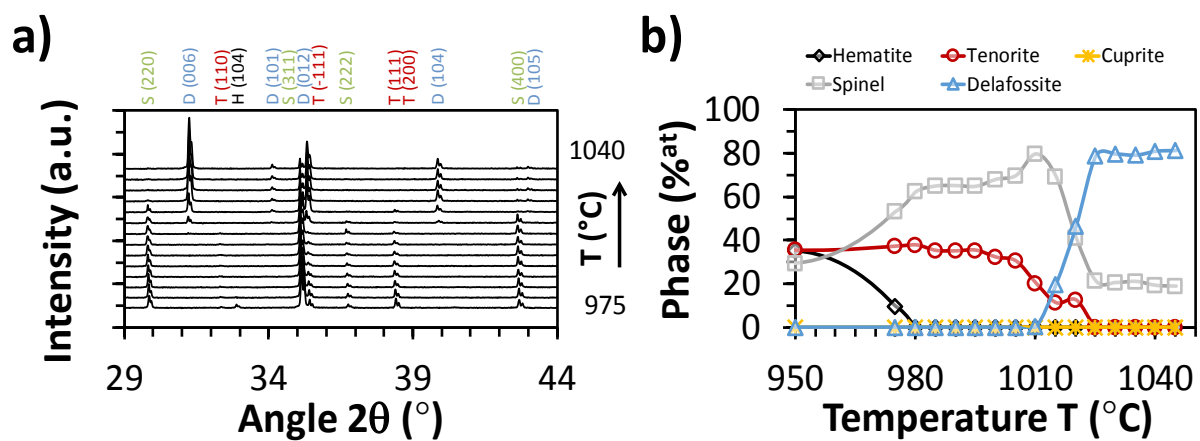 a)
S (220)
D (006)
T (110)
H (104)
D (101)
S (311)
D (012)
T (-111)
S (222)
T (111)
T (200)
D (104)
S (400)
D (105)
Intensity (a.u.)
1040
T (°C)
975
29 34 39 44
Angle 2θ (°)
b)
Hematite Tenorite Cuprite
Spinel Delafossite
Phase (%at)
100
80
60
40
20
0
950 980 1010 1040
Temperature T (°C)